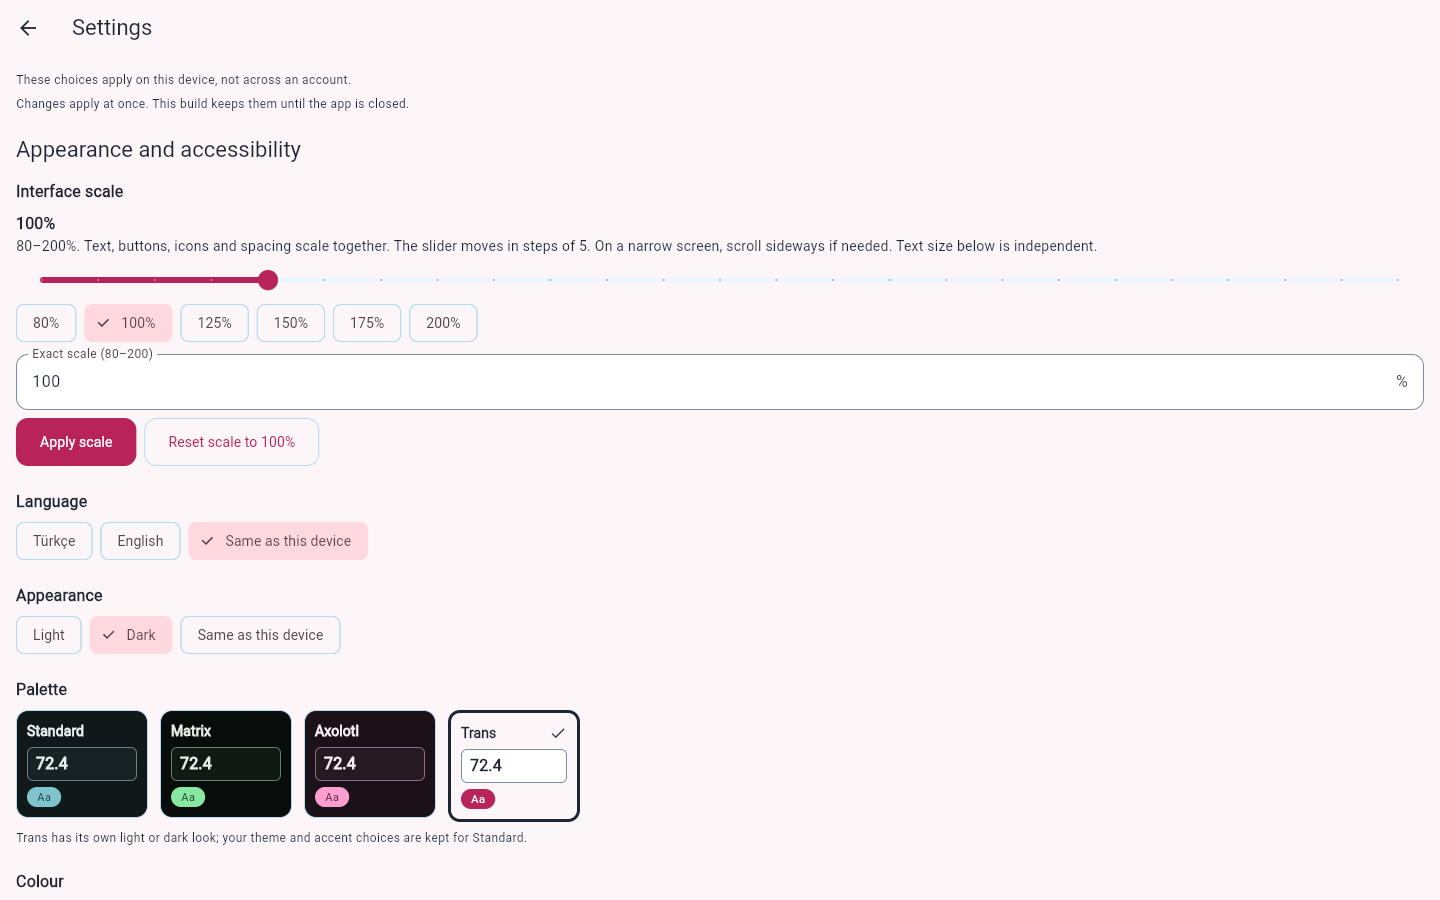 Settings
These choices apply on this device, not across an account.
Changes apply at once. This build keeps them until the app is closed.
Appearance and accessibility
Interface scale
100%
80–200%. Text, buttons, icons and spacing scale together. The slider moves in steps of 5. On a narrow screen, scroll sideways if needed. Text size below is independent.
80% 100% 125% 150% 175% 200%
Exact scale (80–200)
100 %
Apply scale Reset scale to 100%
Language
Türkçe English Same as this device
Appearance
Light Dark Same as this device
Palette
Standard Matrix Axolotl Trans
72.4 72.4 72.4 72.4
Aa Aa Aa Aa
Trans has its own light or dark look; your theme and accent choices are kept for Standard.
Colour